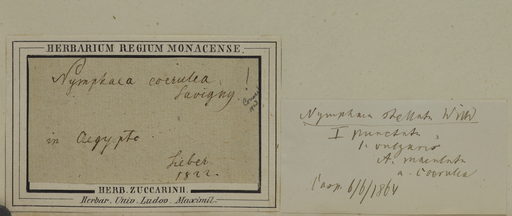 HERBARIUM REGIUM MONACENSE.
Nymphaea coerulea !
Savigny.
in Aegypto
Sieber
1822.
HERB. ZUCCARINII.
Herbar. Univ. Ludov. Maximil.
Nymphaea stellata Willd
I punctata
1. vulgaris
A. maculata
a. coerulea
Casp. 6/6/1864